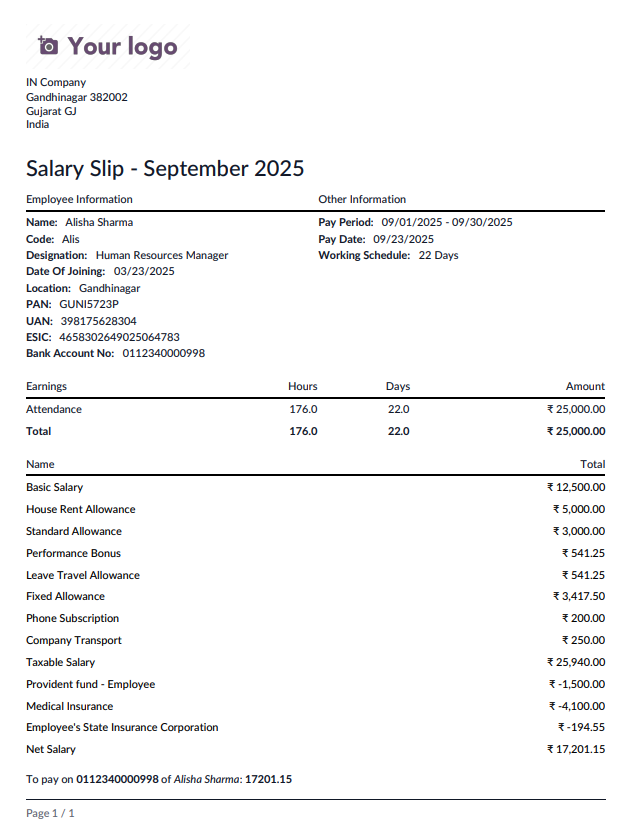 Your logo
IN Company
Gandhinagar 382002
Gujarat GJ
India
Salary Slip - September 2025
Employee Information Other Information
Name: Alisha Sharma Pay Period: 09/01/2025 - 09/30/2025
Code: Alis Pay Date: 09/23/2025
Designation: Human Resources Manager Working Schedule: 22 Days
Date Of Joining: 03/23/2025
Location: Gandhinagar
PAN: GUNI5723P
UAN: 398175628304
ESIC: 4658302649025064783
Bank Account No: 0112340000998
Earnings Hours Days Amount
Attendance 176.0 22.0 ₹ 25,000.00
Total 176.0 22.0 ₹ 25,000.00
Name Total
Basic Salary ₹ 12,500.00
House Rent Allowance ₹ 5,000.00
Standard Allowance ₹ 3,000.00
Performance Bonus ₹ 541.25
Leave Travel Allowance ₹ 541.25
Fixed Allowance ₹ 3,417.50
Phone Subscription ₹ 200.00
Company Transport ₹ 250.00
Taxable Salary ₹ 25,940.00
Provident fund - Employee ₹ -1,500.00
Medical Insurance ₹ -4,100.00
Employee's State Insurance Corporation ₹ -194.55
Net Salary ₹ 17,201.15
To pay on 0112340000998 of Alisha Sharma: 17201.15
Page 1 / 1